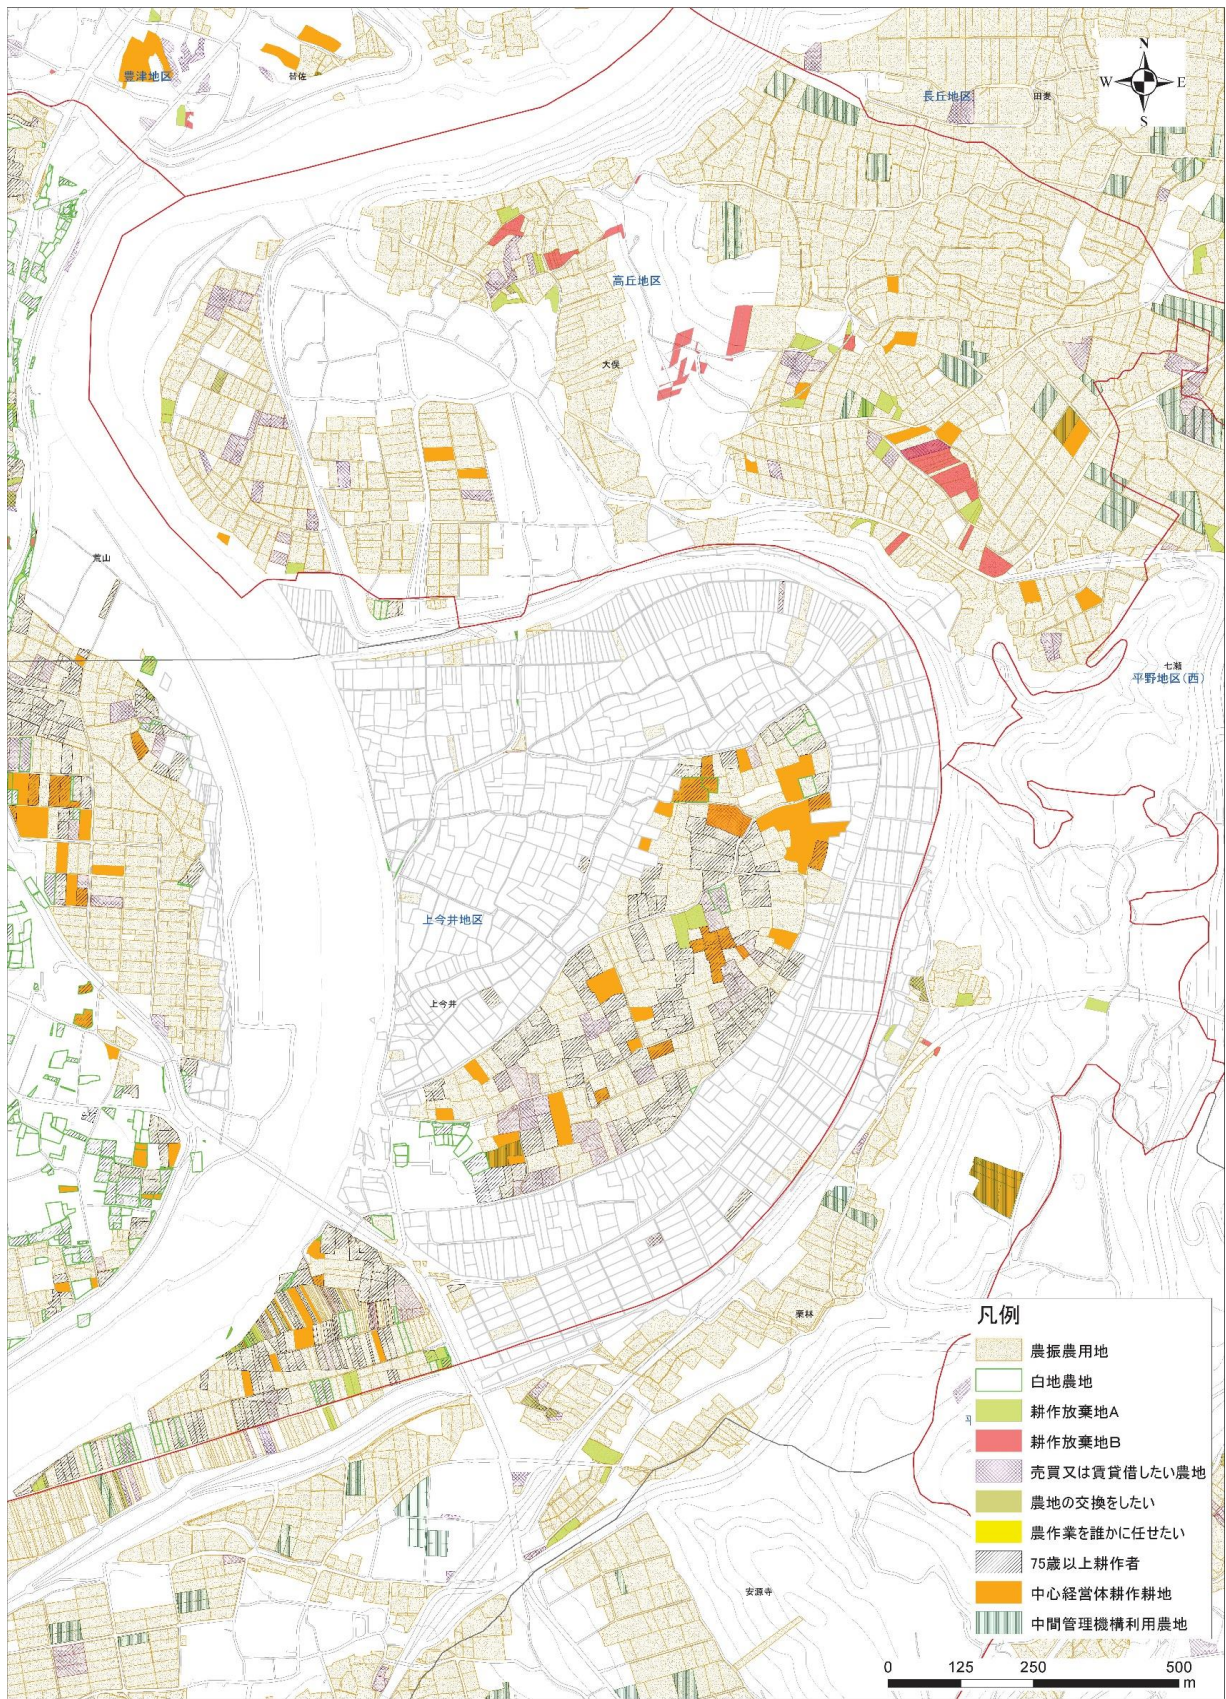 N
W E
S
豊津地区
替佐
長丘地区
田麦
高丘地区
大俣
荒山
七瀬
平野地区(西)
上今井地区
上今井
栗林
安源寺
凡例
農振農用地
白地農地
耕作放棄地A
耕作放棄地B
売買又は賃貸借したい農地
農地の交換をしたい
農作業を誰かに任せたい
75歳以上耕作者
中心経営体耕作耕地
中間管理機構利用農地
0 125 250 500
m